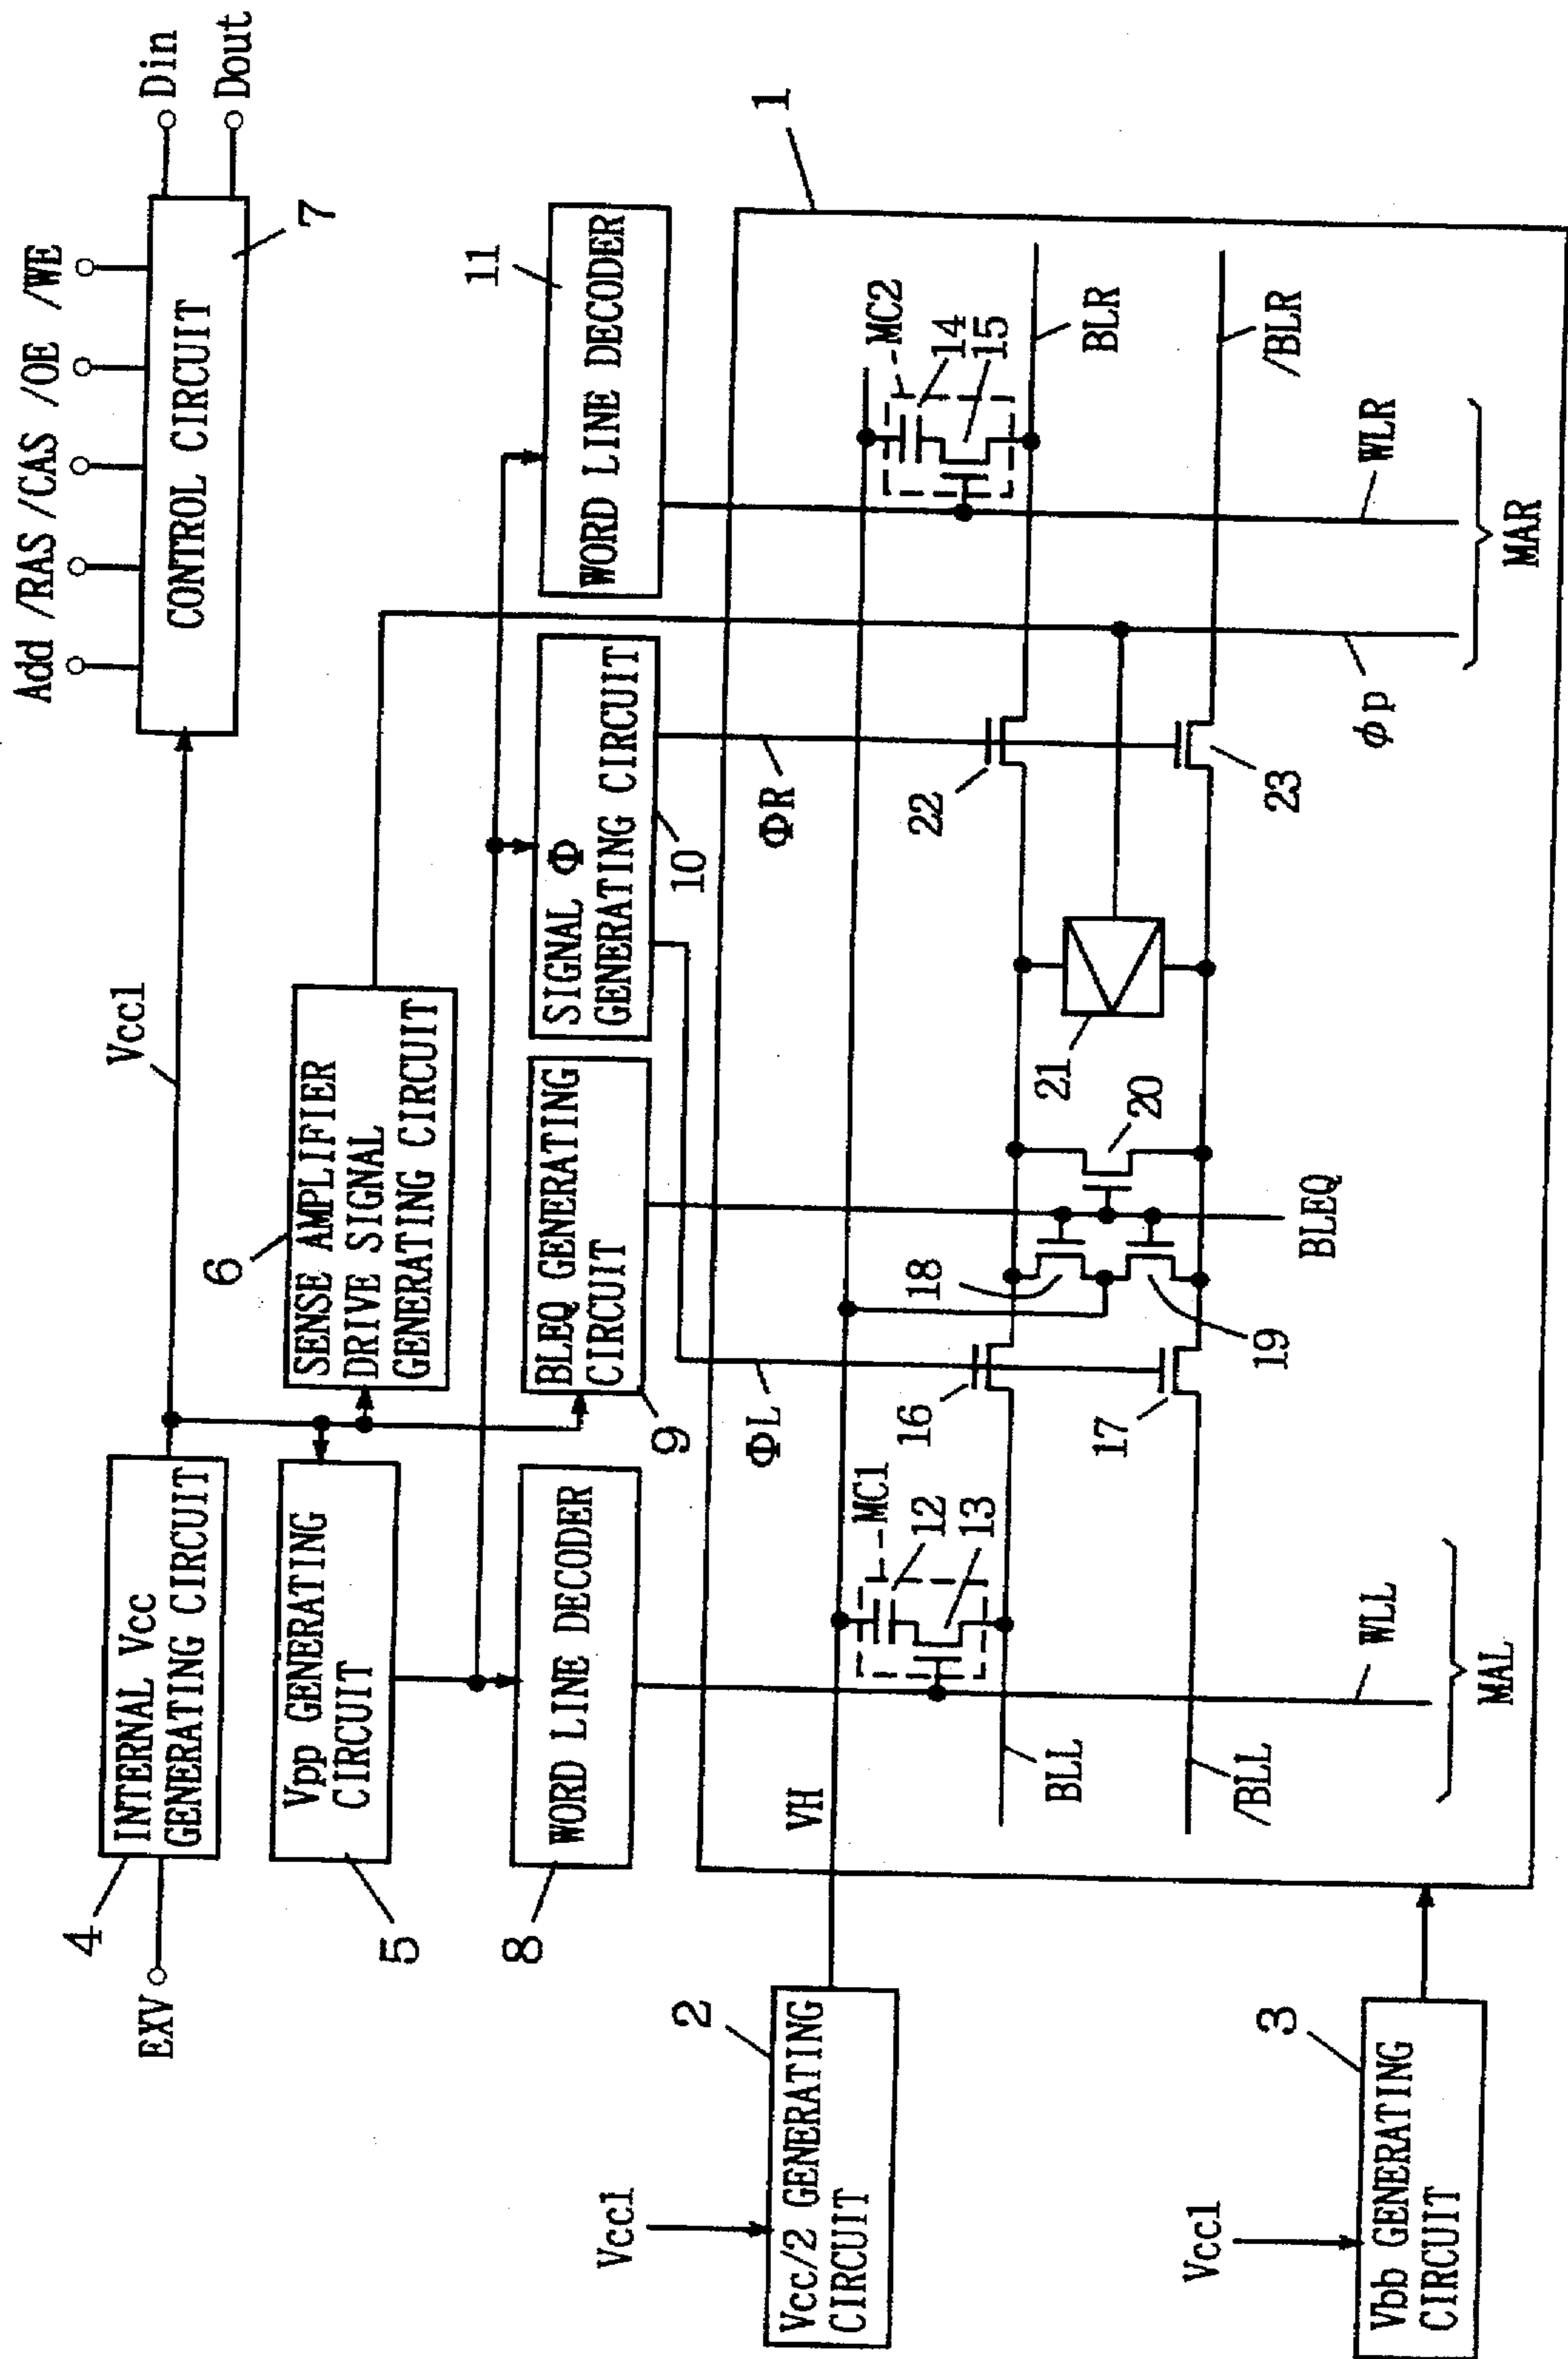 Add /RAS /CAS /OE /WE
EXV
4
INTERNAL Vcc
GENERATING CIRCUIT
Vcc1
CONTROL CIRCUIT
7
Din
Dout
5
Vpp GENERATING
CIRCUIT
6
SENSE AMPLIFIER
DRIVE SIGNAL
GENERATING CIRCUIT
8
WORD LINE DECODER
9
BLEQ GENERATING
CIRCUIT
SIGNAL Φ
GENERATING CIRCUIT
10
11
WORD LINE DECODER
1
Vcc1
2
Vcc/2 GENERATING
CIRCUIT
VH
ΦL
ΦR
MC1
12
13
MC2
14
15
BLL
16
18
20
21
22
BLR
/BLL
17
19
23
/BLR
WLL
BLEQ
φp
WLR
MAL
MAR
Vcc1
3
Vbb GENERATING
CIRCUIT